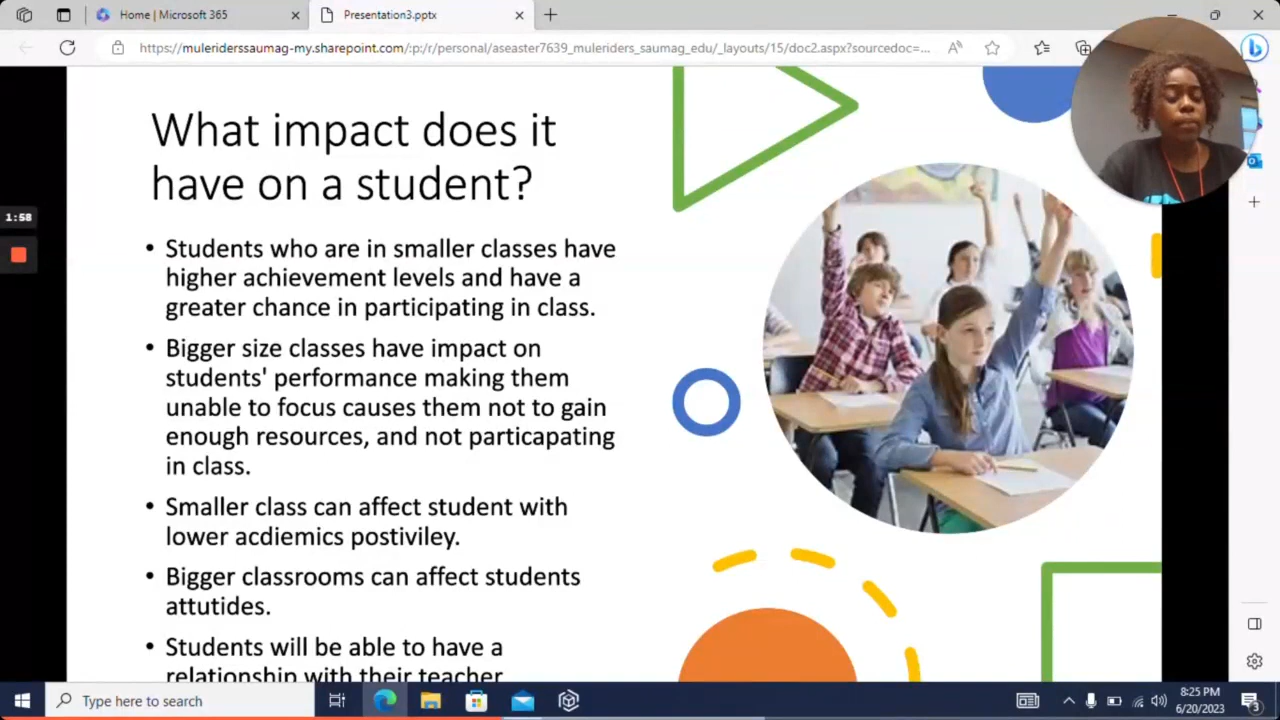 Home | Microsoft 365
Presentation3.pptx
https://muleriderssaumag-my.sharepoint.com/:p:/r/personal/aseaster7639_muleriders_saumag_edu/_layouts/15/doc2.aspx?sourcedoc=...
What impact does it
have on a student?
1:58
• Students who are in smaller classes have
higher achievement levels and have a
greater chance in participating in class.
• Bigger size classes have impact on
students' performance making them
unable to focus causes them not to gain
enough resources, and not particapating
in class.
• Smaller class can affect student with
lower acdiemics postiviley.
• Bigger classrooms can affect students
attutides.
• Students will be able to have a
relationship with their teacher
Type here to search
8:25 PM
6/20/2023
3